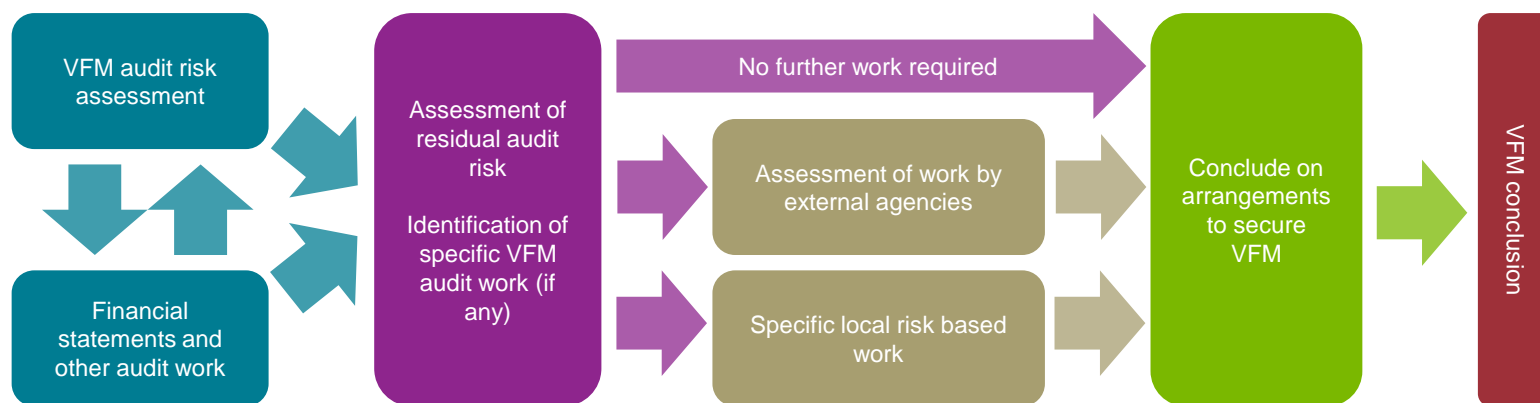 VFM audit risk
assessment
Financial
statements and
other audit work
Assessment of
residual audit
risk
Identification of
specific VFM
audit work (if
any)
No further work required
Assessment of work by
external agencies
Specific local risk based
work
Conclude on
arrangements
to secure
VFM
VFM conclusion